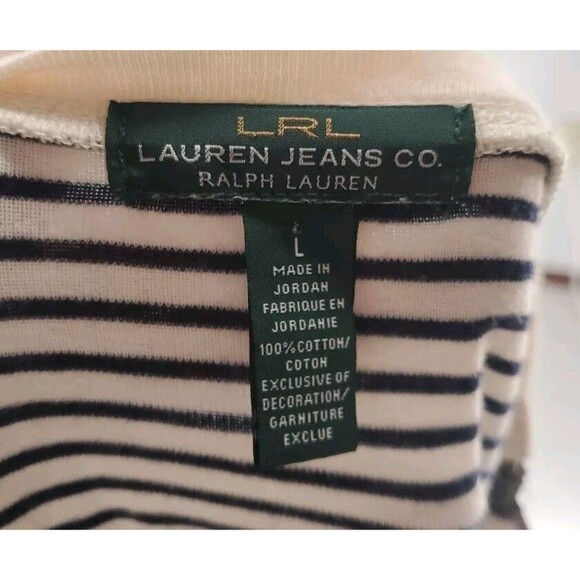 LRL
LAUREN JEANS CO.
RALPH LAUREN
L
MADE IN
JORDAN
FABRIQUE EN
JORDANIE
100% COTTON/
COTON
EXCLUSIVE OF
DECORATION/
GARNITURE
EXCLUE